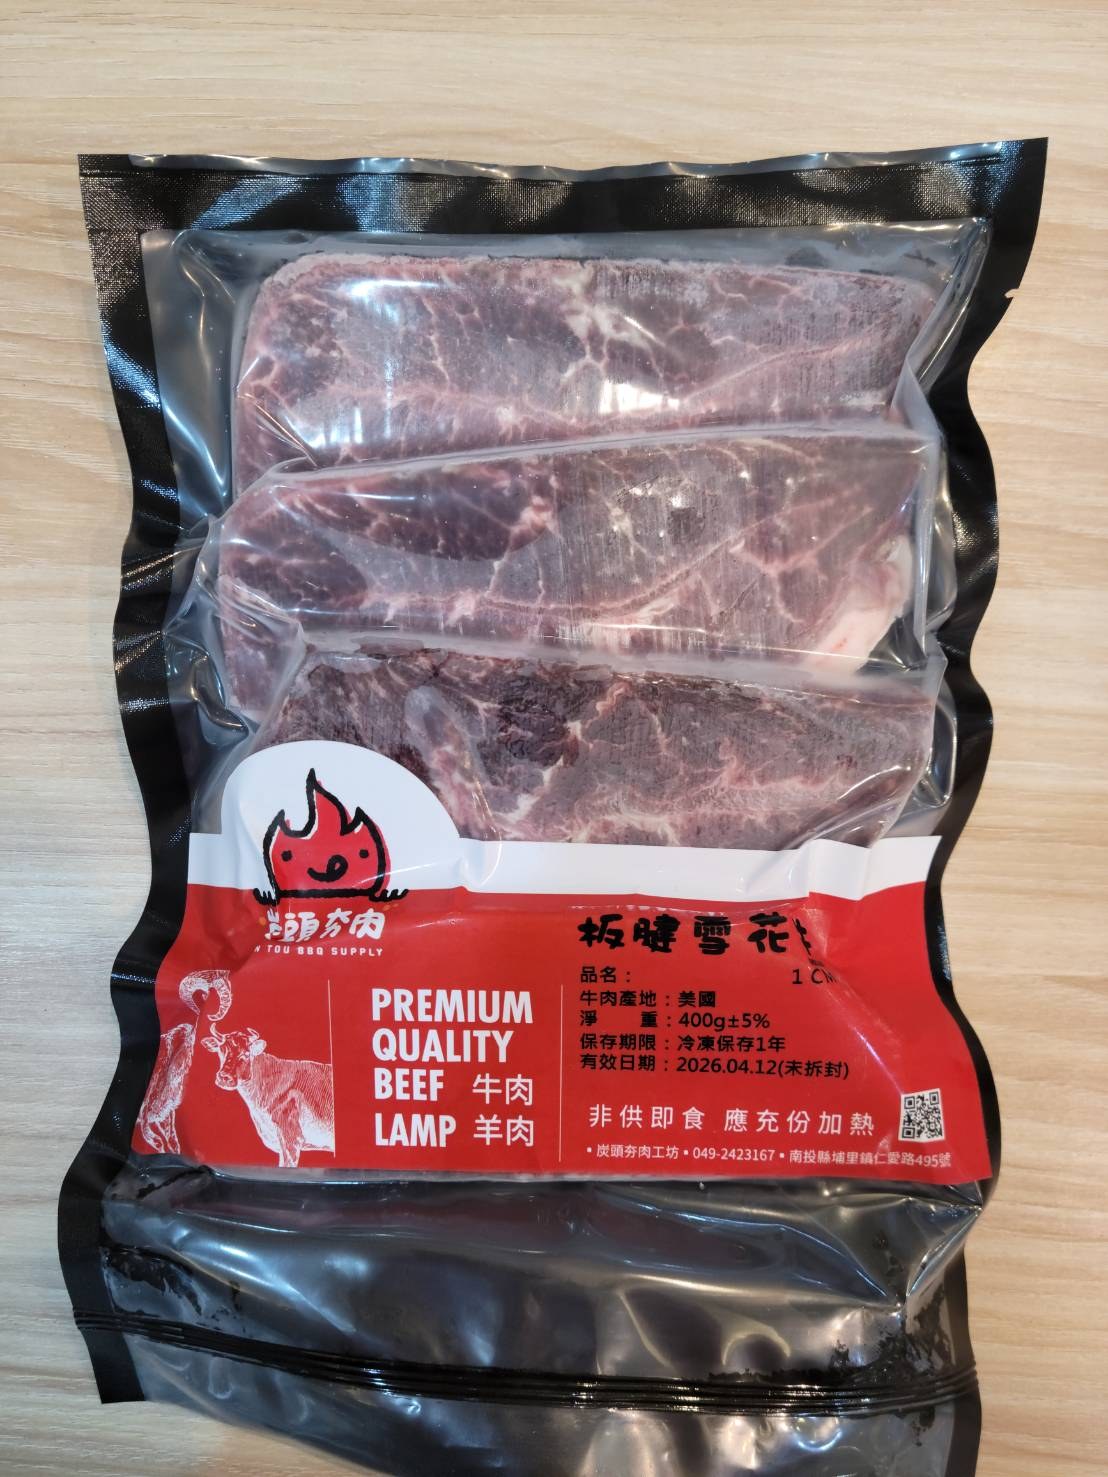 頭夯肉
TOU BBQ SUPPLY
PREMIUM
QUALITY
BEEF 牛肉
LAMP 羊肉
板腱雪花
品名： 1 CM
牛肉產地：美國
淨　　重：400g±5%
保存期限：冷凍保存1年
有效日期：2026.04.12(未拆封)
非供即食 應充份加熱
•炭頭夯肉工坊•049-2423167•南投縣埔里鎮仁愛路495號